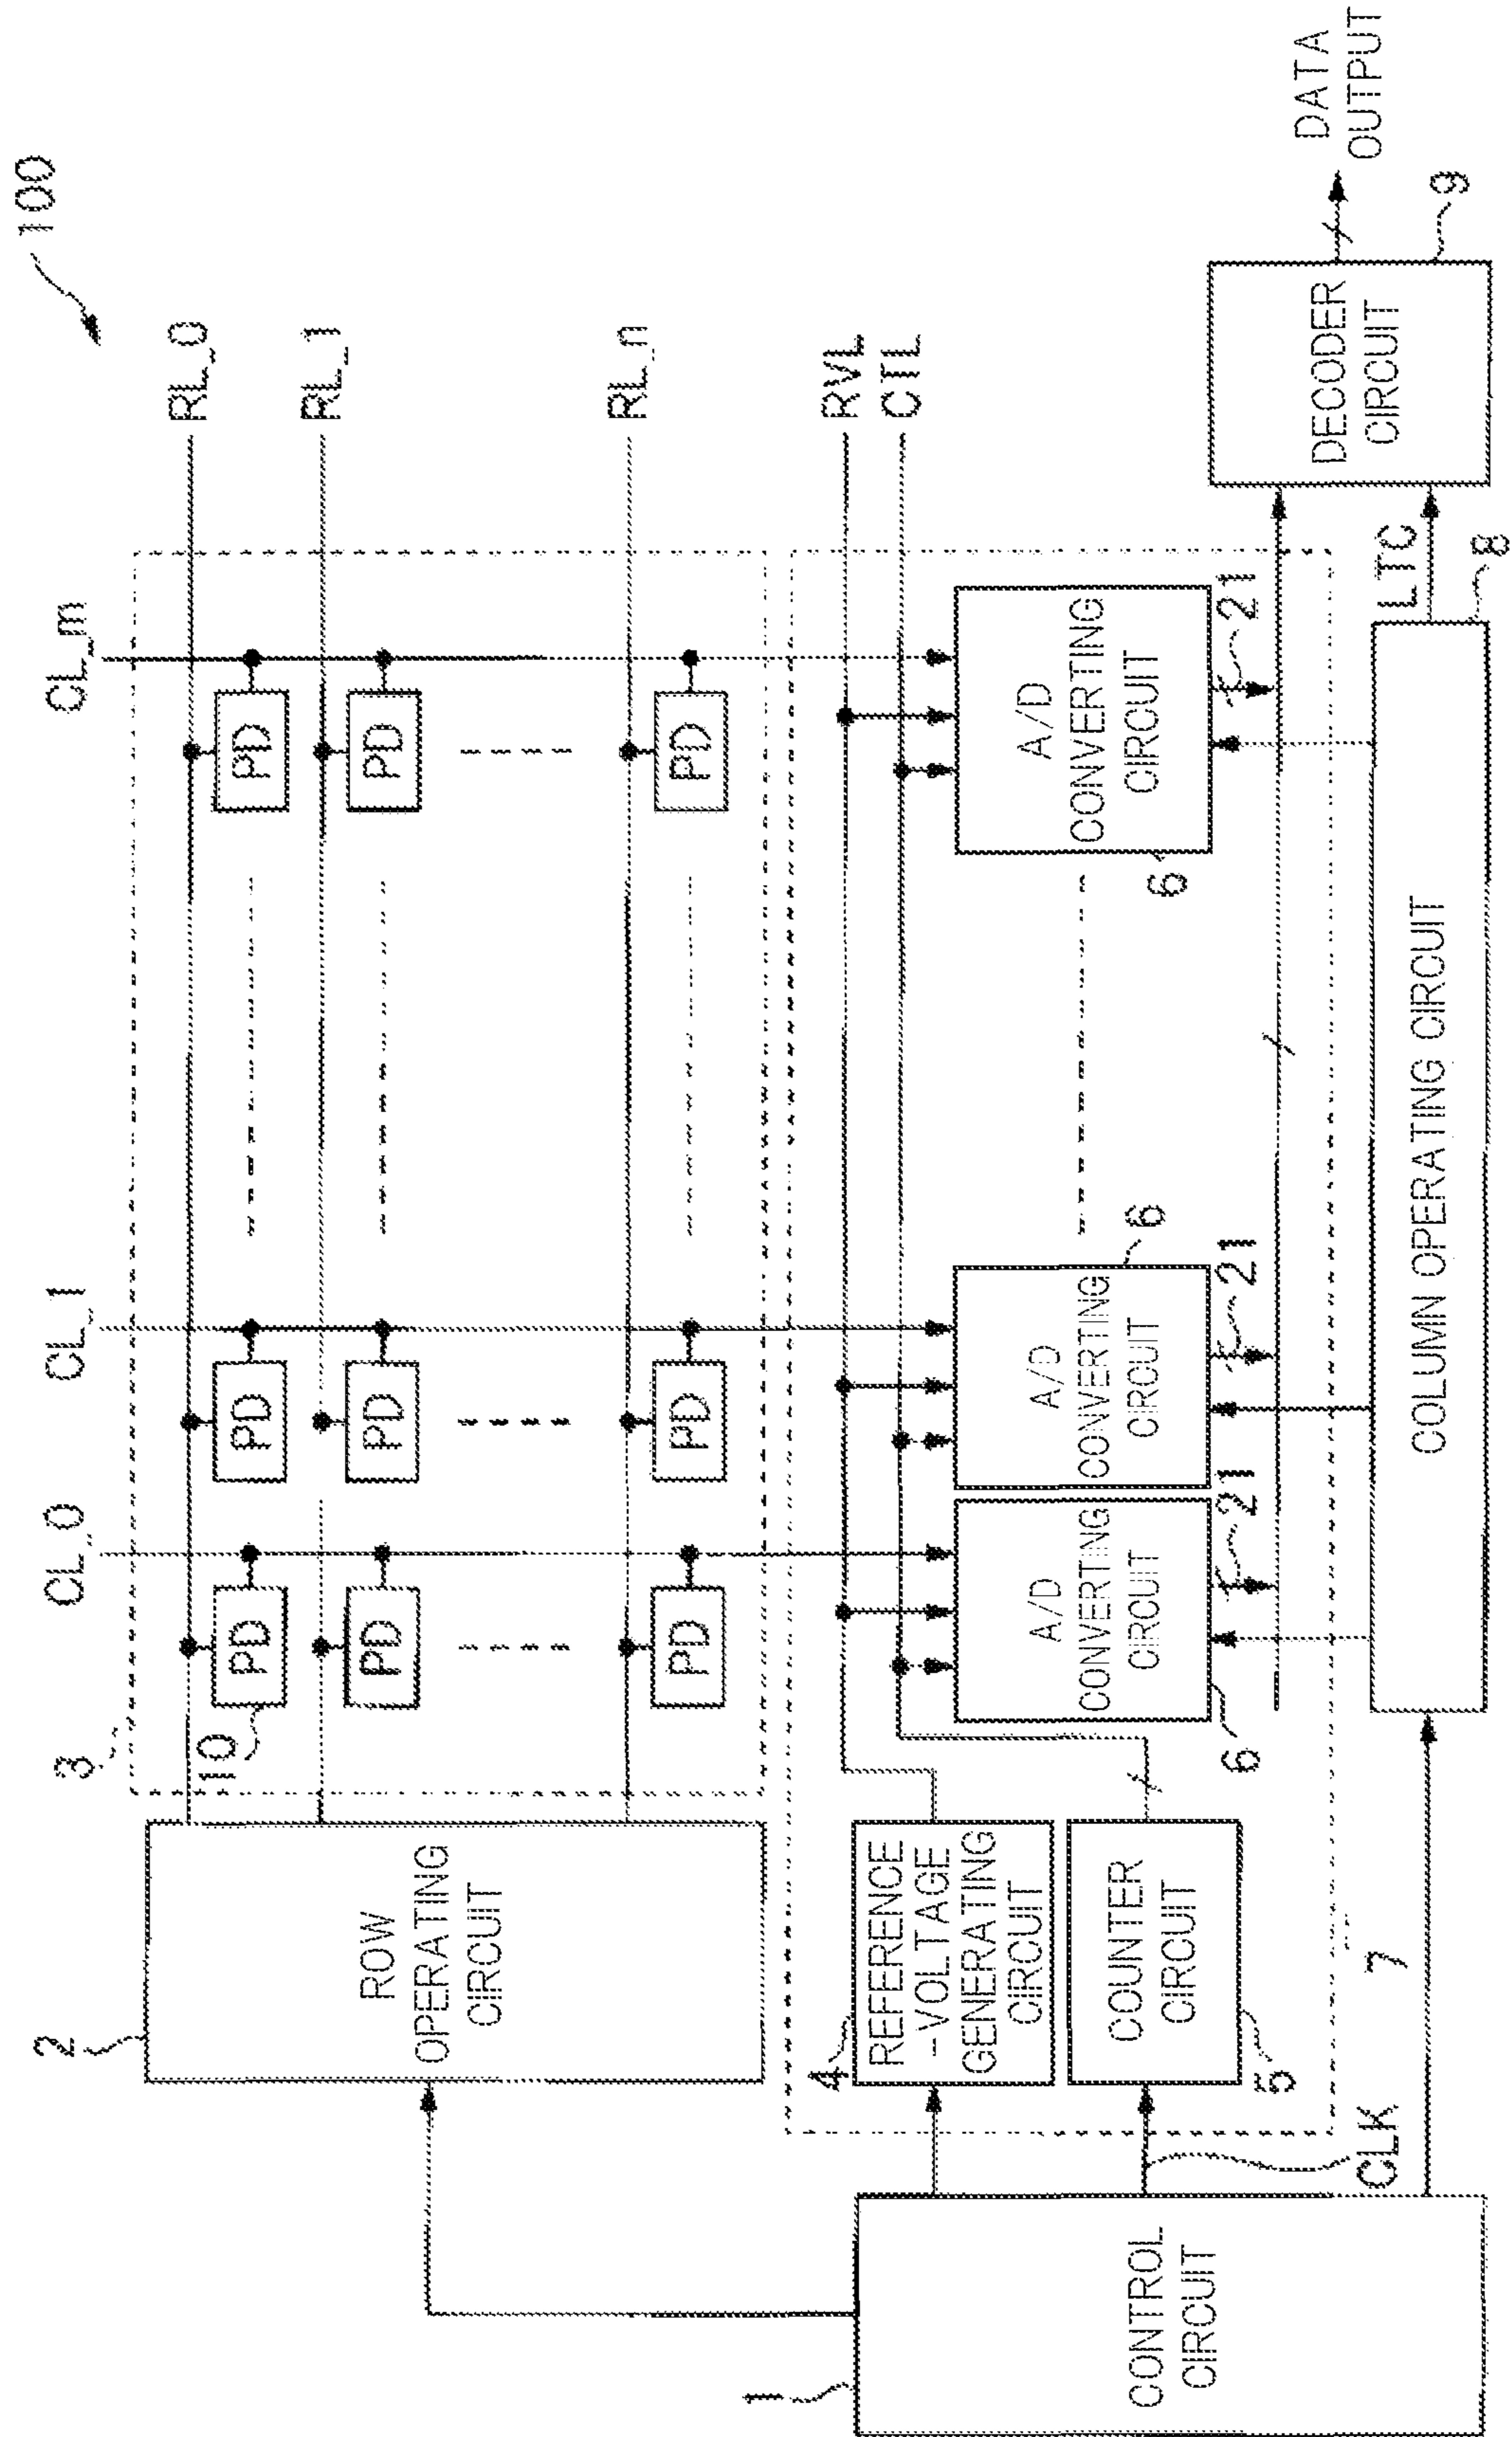 100
CL_0
CL_1
CL_m
3
RL_0
RL_1
RL_n
2
ROW
OPERATING
CIRCUIT
10
PD
PD
PD
PD
PD
PD
PD
PD
PD
RVL
CTL
4
REFERENCE
-VOLTAGE
GENERATING
CIRCUIT
5
COUNTER
CIRCUIT
6
A/D
CONVERTING
CIRCUIT
21
6
A/D
CONVERTING
CIRCUIT
21
6
A/D
CONVERTING
CIRCUIT
21
7
1
CONTROL
CIRCUIT
CLK
COLUMN OPERATING CIRCUIT
8
LTC
DECODER
CIRCUIT
9
DATA
OUTPUT